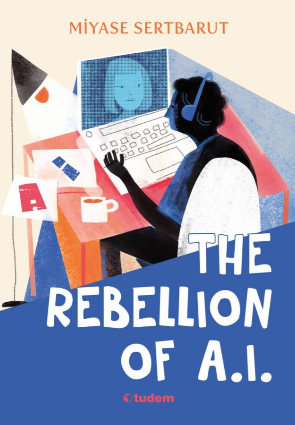 MİYASE SERTBARUT
A
THE
REBELLION
OF A.I.
tudem